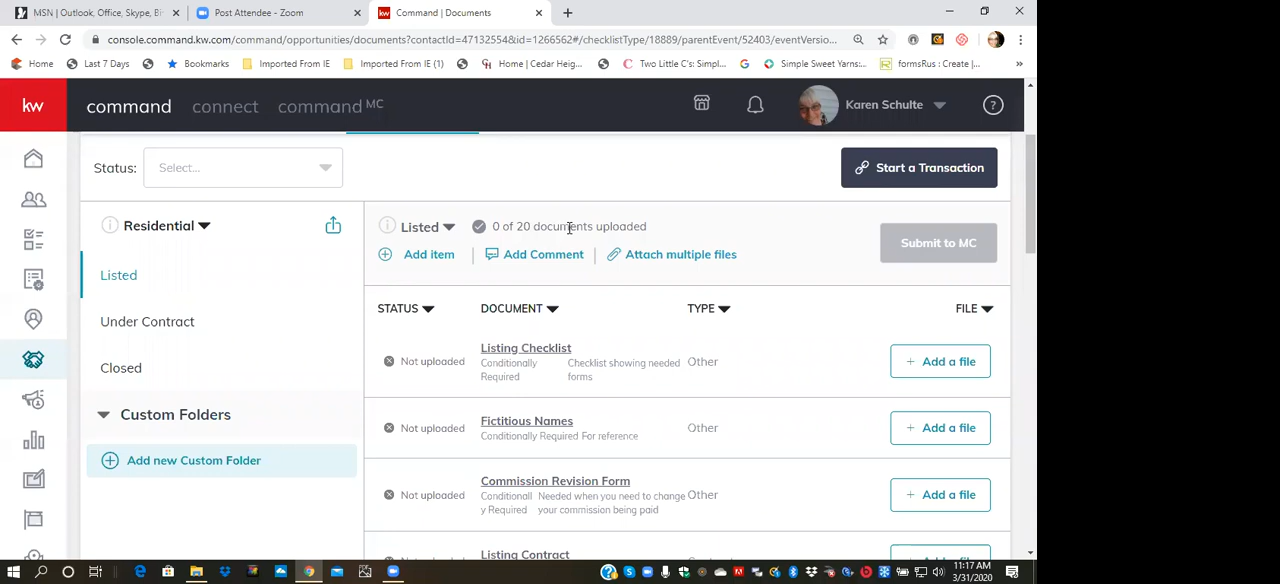 MSN | Outlook, Office, Skype, Bi
Post Attendee - Zoom
Command | Documents
console.command.kw.com/command/opportunities/documents?contactId=47132554&id=1266562#/checklistType/18889/parentEvent/52403/eventVersio...
Home
Last 7 Days
Bookmarks
Imported From IE
Imported From IE (1)
Home | Cedar Heig...
Two Little C's: Simpl...
Simple Sweet Yarns:...
formsRus : Create |...
kw
command
connect
command MC
Karen Schulte
Status:
Select...
Start a Transaction
Residential
Listed
0 of 20 documents uploaded
Add item
Add Comment
Attach multiple files
Submit to MC
Listed
Under Contract
Closed
Custom Folders
Add new Custom Folder
STATUS
DOCUMENT
TYPE
FILE
Not uploaded
Listing Checklist
Conditionally Required
Checklist showing needed forms
Other
+ Add a file
Not uploaded
Fictitious Names
Conditionally Required For reference
Other
+ Add a file
Not uploaded
Commission Revision Form
Conditionall y Required
Needed when you need to change your commission being paid
Other
+ Add a file
Listing Contract
11:17 AM
3/31/2020